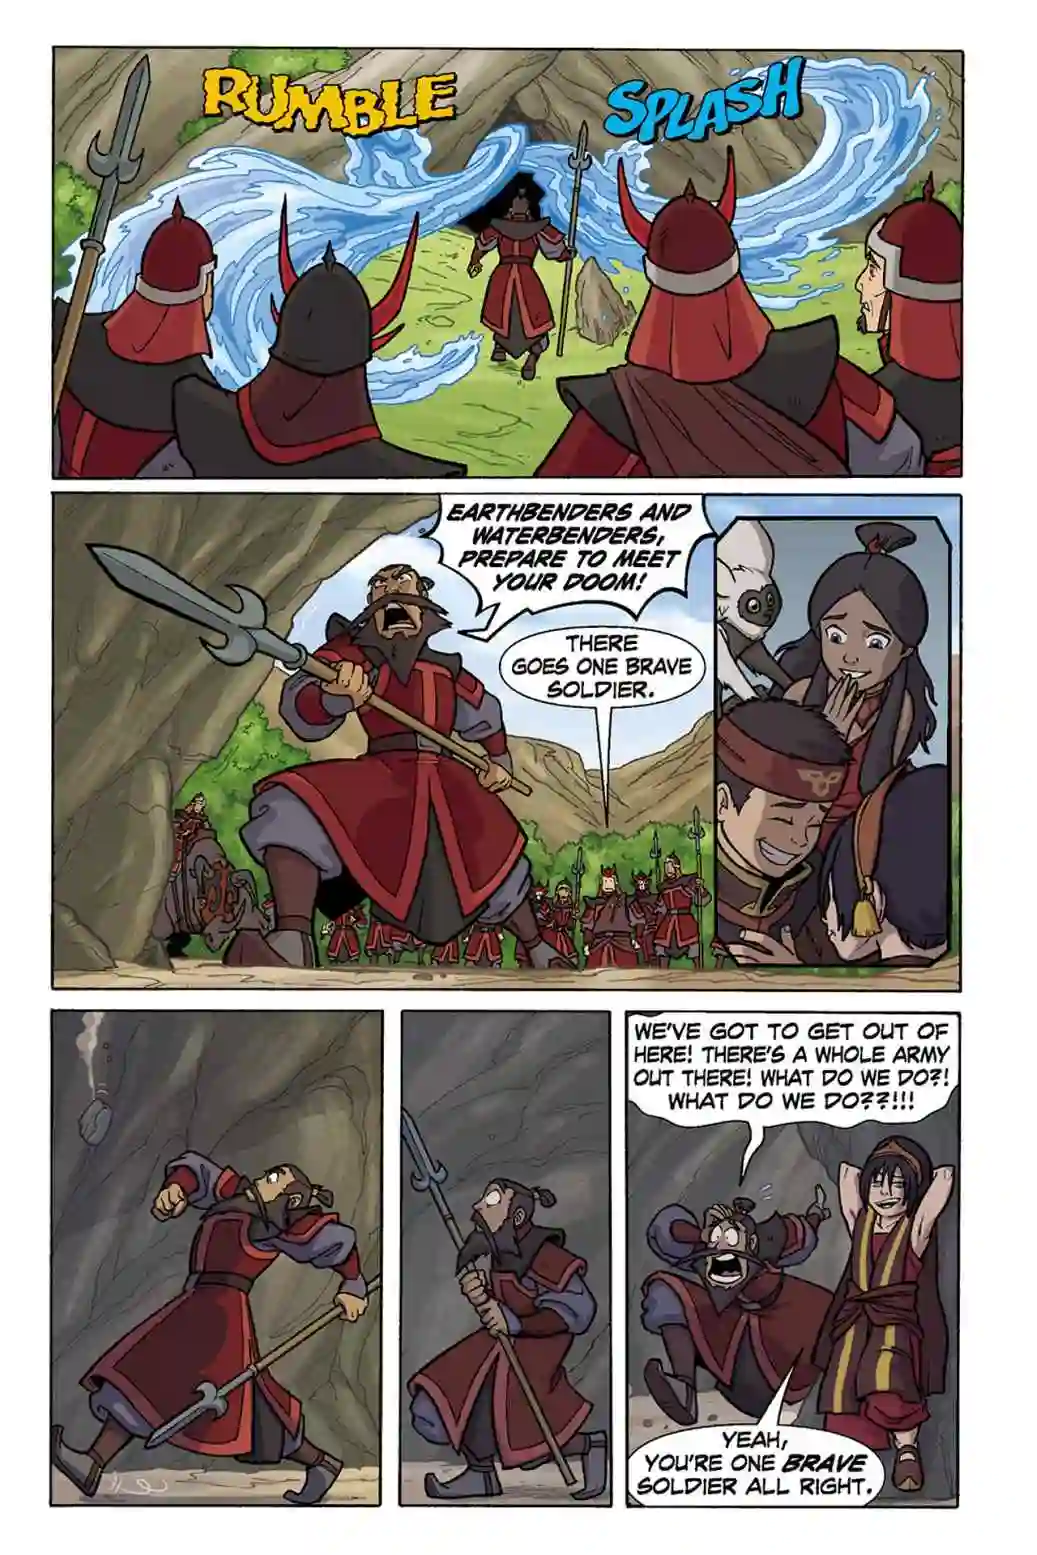 RUMBLE
SPLASH
EARTHBENDERS AND
WATERBENDERS,
PREPARE TO MEET
YOUR DOOM!
THERE
GOES ONE BRAVE
SOLDIER.
WE'VE GOT TO GET OUT OF
HERE! THERE'S A WHOLE ARMY
OUT THERE! WHAT DO WE DO?!
WHAT DO WE DO??!!!
YEAH,
YOU'RE ONE BRAVE
SOLDIER ALL RIGHT.